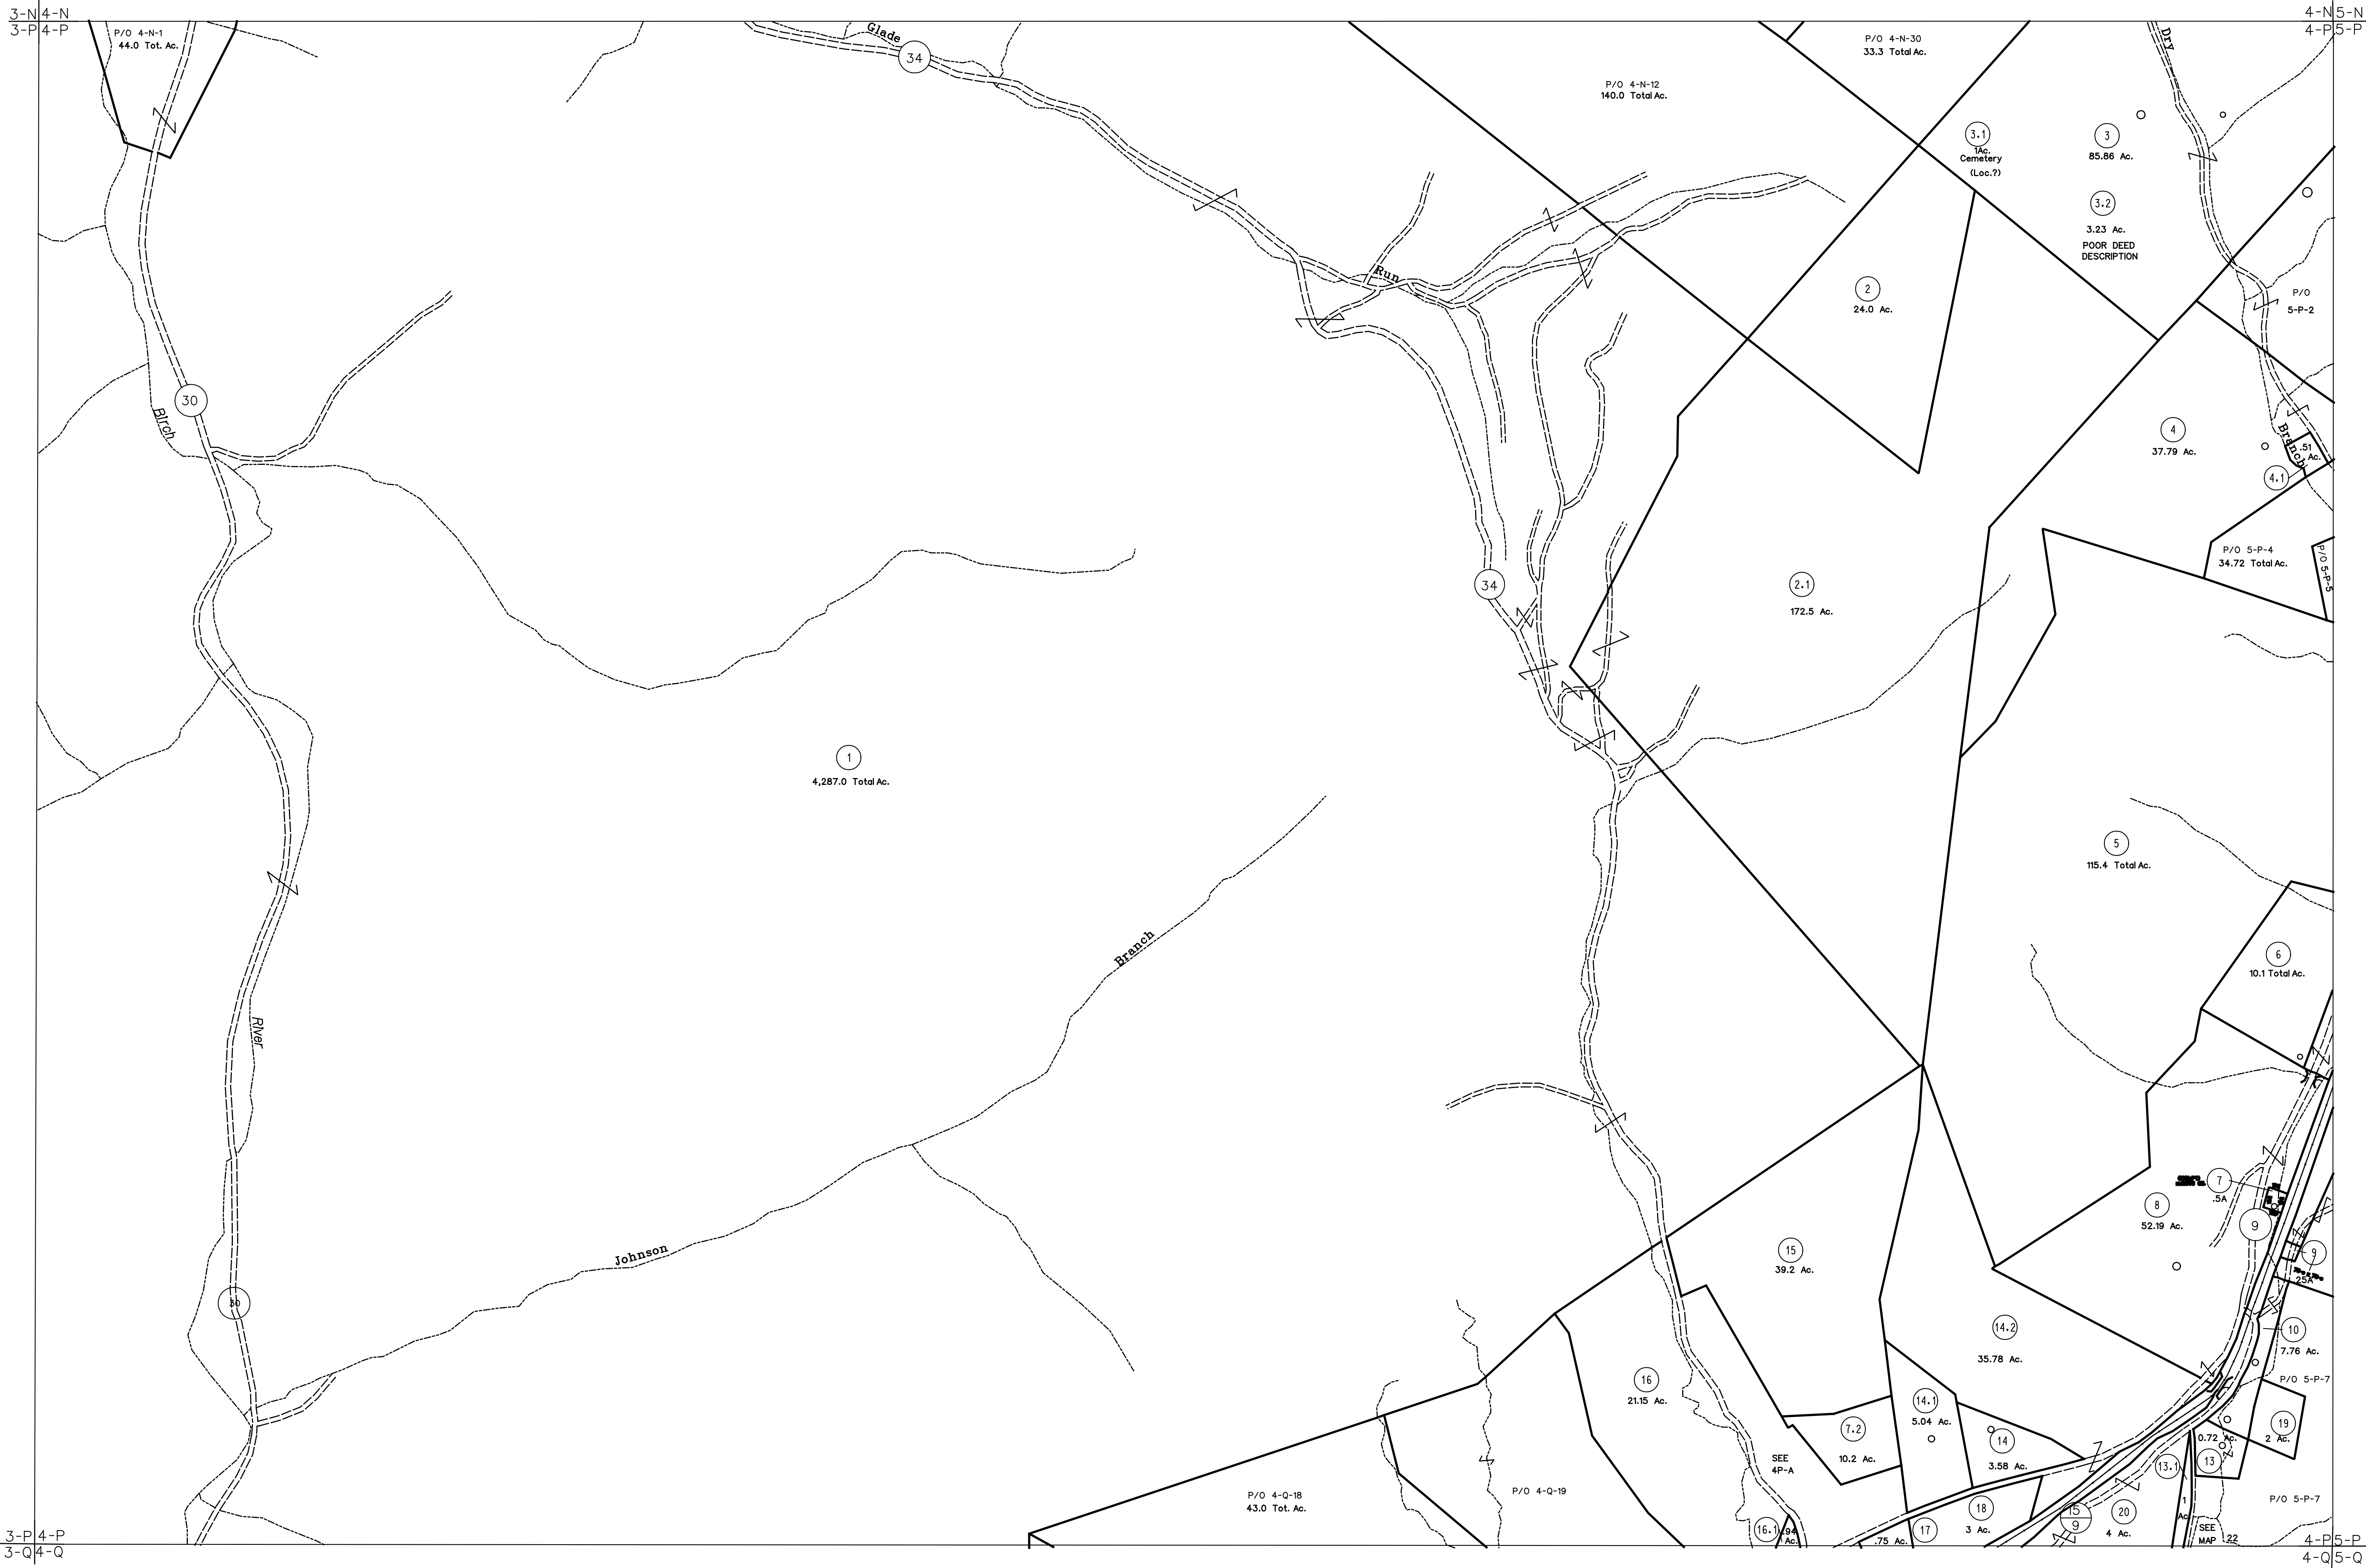 3-N 4-N
3-P 4-P
4-N 5-N
4-P 5-P
P/O 4-N-1
44.0 Tot. Ac.
Glade
34
P/O 4-N-30
33.3 Total Ac.
Dry
P/O 4-N-12
140.0 Total Ac.
3.1
1Ac.
Cemetery
(Loc.?)
3
85.86 Ac.
3.2
3.23 Ac.
POOR DEED
DESCRIPTION
Run
2
24.0 Ac.
P/O
5-P-2
30
Birch
4
37.79 Ac.
Branch
.51
Ac.
4.1
P/O 5-P-4
34.72 Total Ac.
P/O 5-P-5
34
2.1
172.5 Ac.
1
4,287.0 Total Ac.
5
115.4 Total Ac.
Branch
6
10.1 Total Ac.
River
7
.5A
8
52.19 Ac.
9
9
.25A
Johnson
15
39.2 Ac.
30
14.2
35.78 Ac.
10
7.76 Ac.
P/O 5-P-7
16
21.15 Ac.
14.1
5.04 Ac.
7.2
10.2 Ac.
14
3.58 Ac.
19
2 Ac.
0.72 Ac.
13
13.1
SEE
4P-A
P/O 4-Q-18
43.0 Tot. Ac.
P/O 4-Q-19
P/O 5-P-7
18
3 Ac.
15
9
20
4 Ac.
1
Ac.
16.1
.94
Ac.
17
.75 Ac.
SEE
MAP
.22
3-P 4-P
3-Q 4-Q
4-P 5-P
4-Q 5-Q